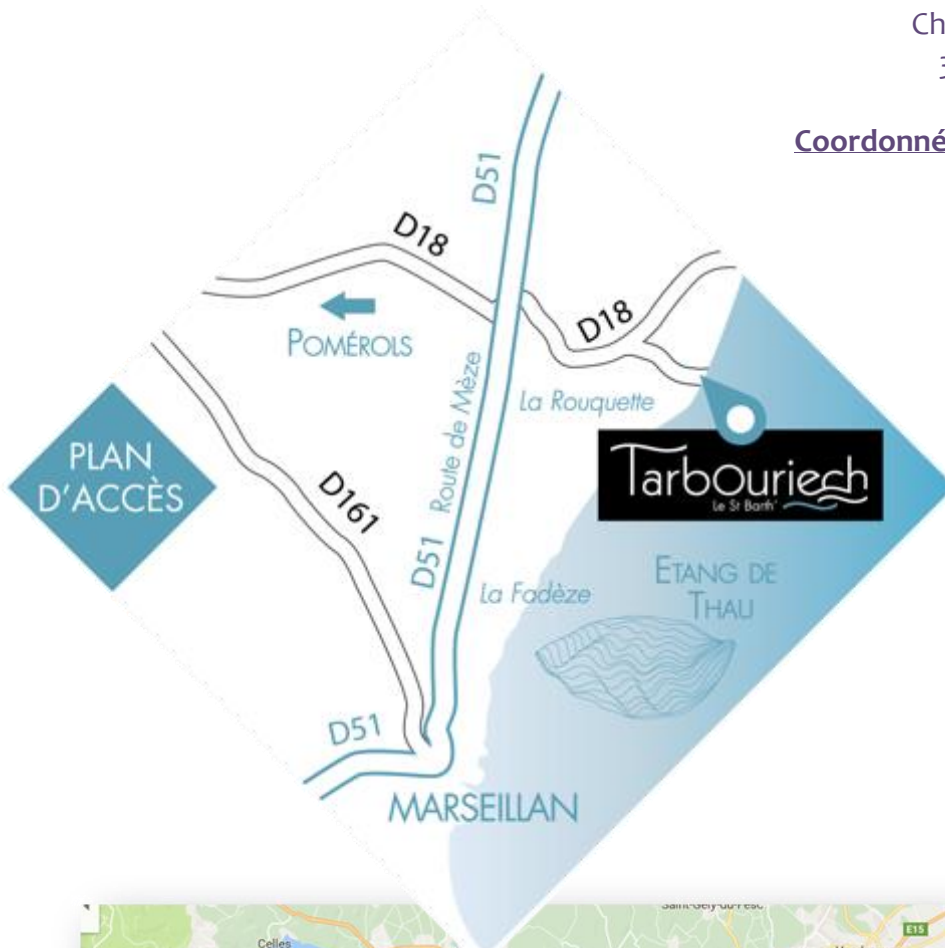 Ch
Coordonné
D51
D18
D18
POMÉROLS
Route de Mèze
La Rouquette
PLAN
D'ACCÈS
Tarbouriech
Le St Barth'
D161
D51
La Fadèze
ETANG DE
THAU
D51
MARSEILLAN
E15
Celles